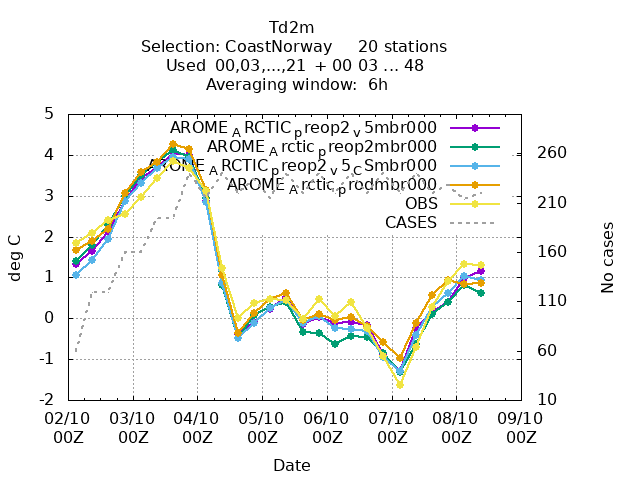 Td2m
Selection: CoastNorway 20 stations
Used 00,03,...,21 + 00 03 ... 48
Averaging window: 6h
5
4
3
2
1
0
-1
-2
deg C
AROME_ARCTIC_preop2_v5mbr000
AROME_Arctic_preop2mbr000
AROME_ARCTIC_preop2_v5_CSmbr000
AROME_Arctic_prodmbr000
OBS
CASES
260
210
160
110
60
10
No cases
02/10 03/10 04/10 05/10 06/10 07/10 08/10 09/10
00Z 00Z 00Z 00Z 00Z 00Z 00Z 00Z
Date